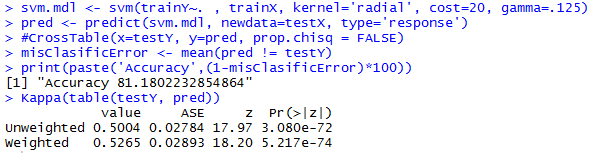 > svm.mdl <- svm(trainY~. , trainX, kernel='radial', cost=20, gamma=.125)
> pred <- predict(svm.mdl, newdata=testX, type='response')
> #CrossTable(x=testY, y=pred, prop.chisq = FALSE)
> misClasificError <- mean(pred != testY)
> print(paste('Accuracy',(1-misClasificError)*100))
[1] "Accuracy 81.1802232854864"
> Kappa(table(testY, pred))
            value     ASE     z  Pr(>|z|)
Unweighted 0.5004 0.02784 17.97 3.080e-72
Weighted   0.5265 0.02893 18.20 5.217e-74